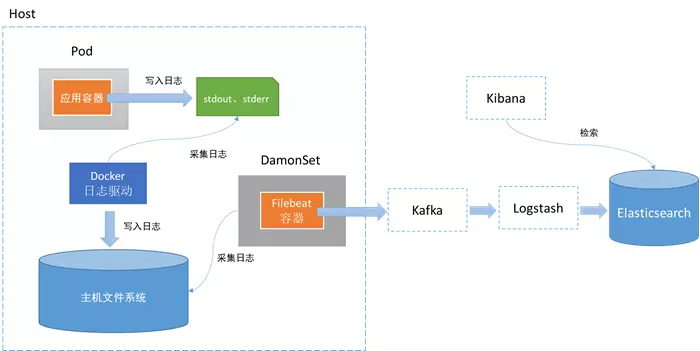 Host
Pod
应用容器
写入日志
stdout、stderr
采集日志
Docker
日志驱动
写入日志
主机文件系统
DamonSet
Filebeat
容器
采集日志
Kafka
Logstash
Kibana
检索
Elasticsearch